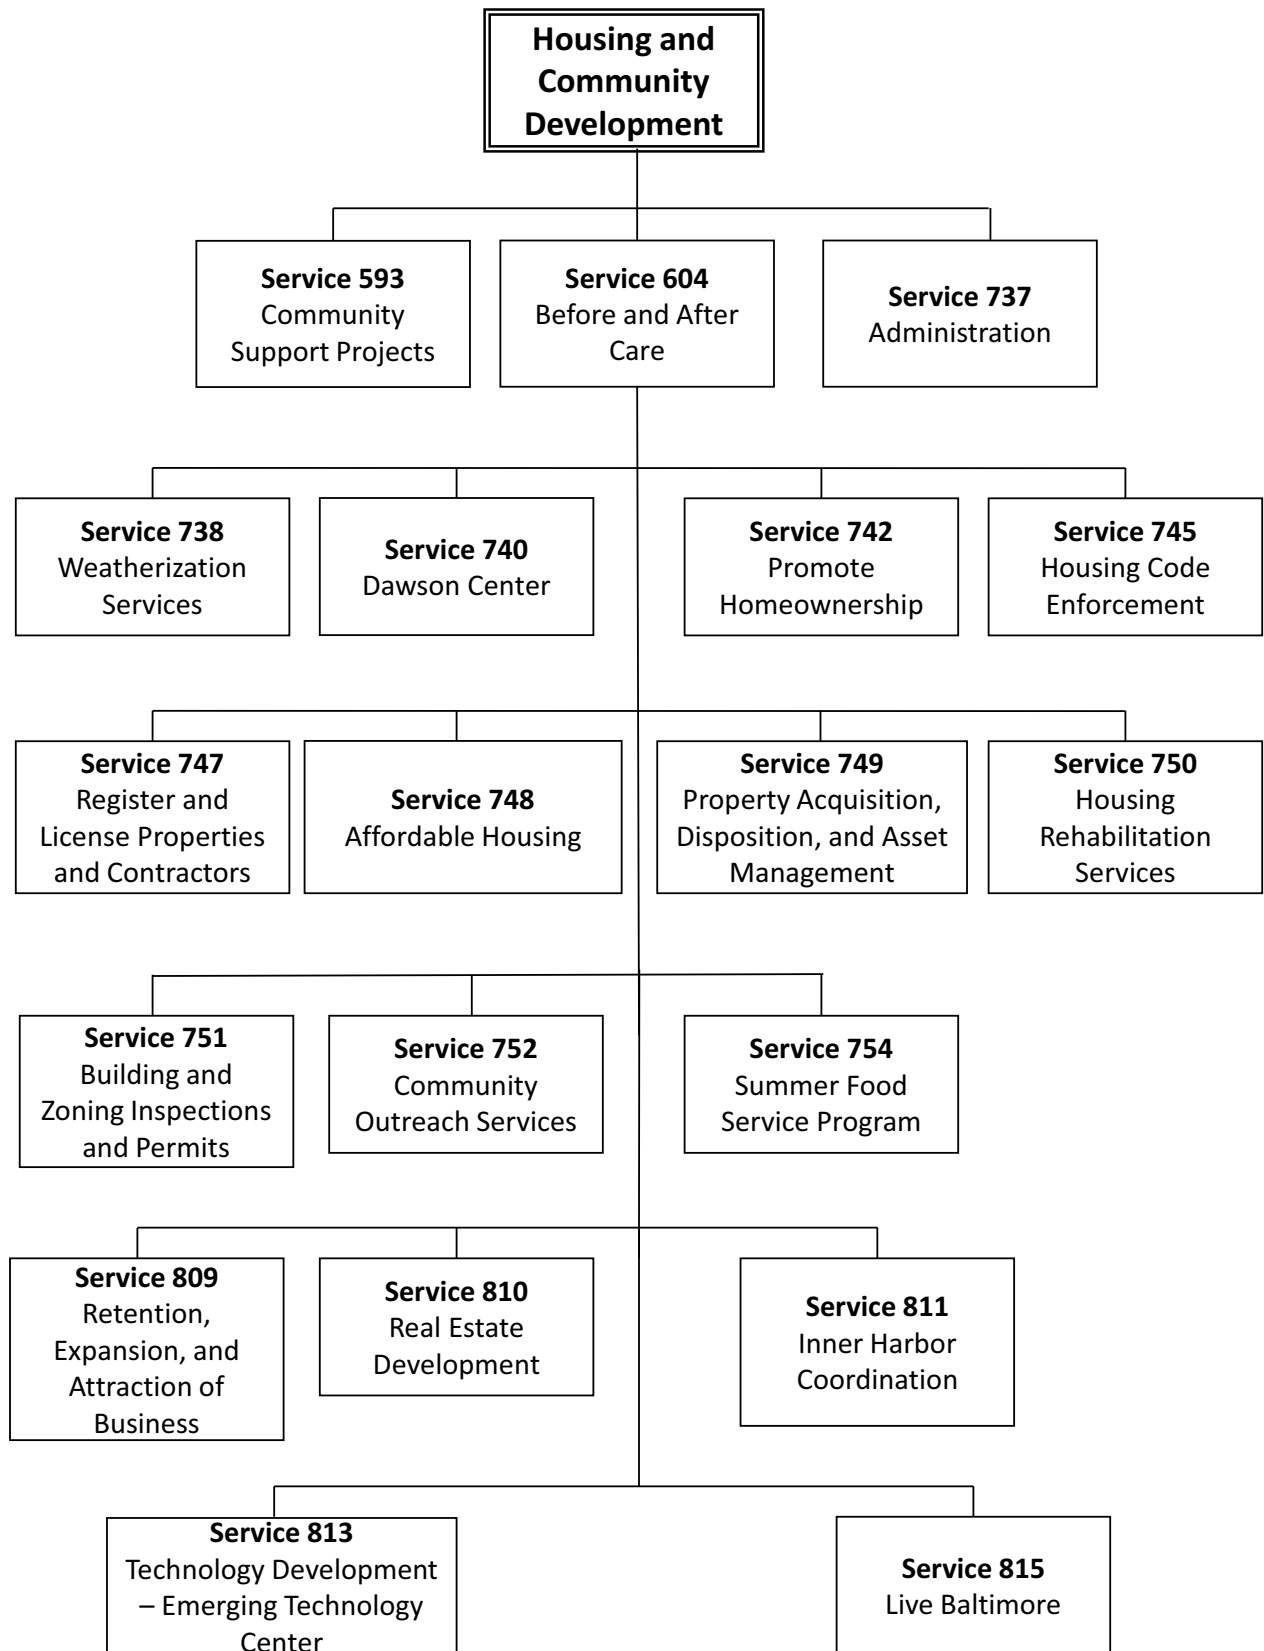 Housing and
Community
Development
Service 593
Community
Support Projects
Service 604
Before and After
Care
Service 737
Administration
Service 738
Weatherization
Services
Service 740
Dawson Center
Service 742
Promote
Homeownership
Service 745
Housing Code
Enforcement
Service 747
Register and
License Properties
and Contractors
Service 748
Affordable Housing
Service 749
Property Acquisition,
Disposition, and Asset
Management
Service 750
Housing
Rehabilitation
Services
Service 751
Building and
Zoning Inspections
and Permits
Service 752
Community
Outreach Services
Service 754
Summer Food
Service Program
Service 809
Retention,
Expansion, and
Attraction of
Business
Service 810
Real Estate
Development
Service 811
Inner Harbor
Coordination
Service 813
Technology Development
– Emerging Technology
Center
Service 815
Live Baltimore